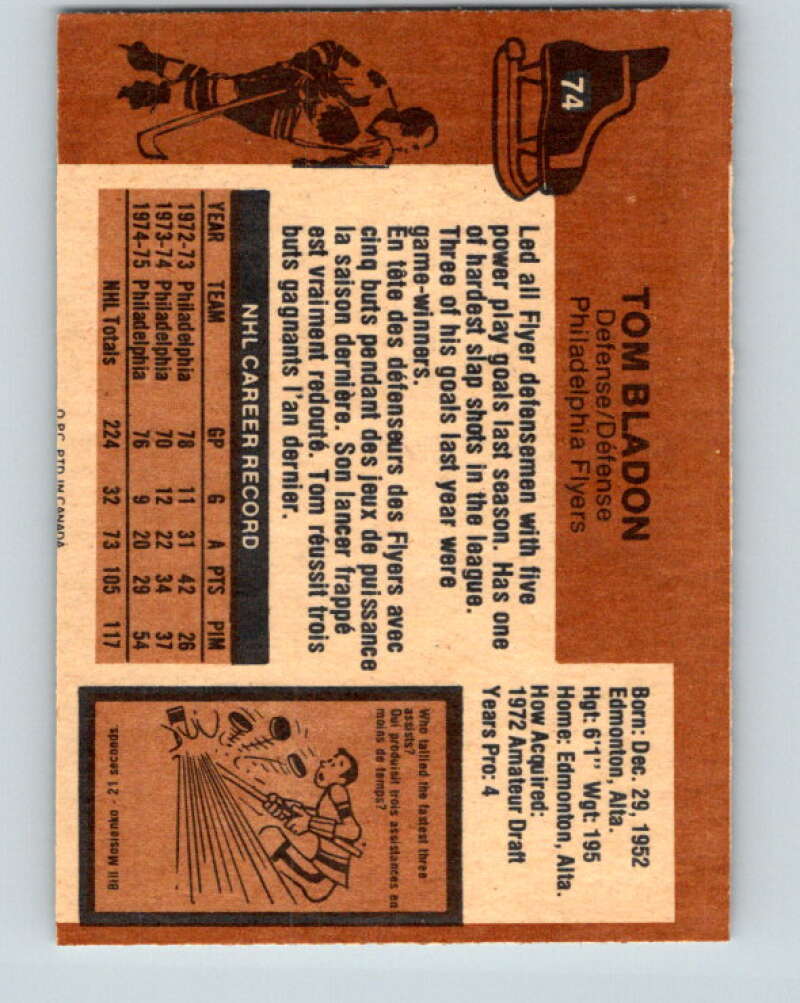 74
TOM BLADON
Defense/Défense
Philadelphia Flyers
Led all Flyer defensemen with five
power play goals last season. Has one
of hardest slap shots in the league.
Three of his goals last year were
game-winners.
En tête des défenseurs des Flyers avec
cinq buts pendant des jeux de puissance
la saison dernière. Son lancer frappé
est vraiment redouté. Tom réussit trois
buts gagnants l'an dernier.
NHL CAREER RECORD
YEAR TEAM GP G A PTS PIM
1972-73 Philadelphia 78 11 31 42 26
1973-74 Philadelphia 70 12 22 34 37
1974-75 Philadelphia 76 9 20 29 54
NHL Totals 224 32 73 105 117
O.P.C. PTD. IN CANADA
Born: Dec. 29, 1952
Edmonton, Alta.
Hgt: 6'1" Wgt: 195
Home: Edmonton, Alta.
How Acquired:
1972 Amateur Draft
Years Pro: 4
Who tallied the fastest three
assists?
Qui produisit trois assistances en
moins de temps?
Bill Mosienko - 21 seconds.